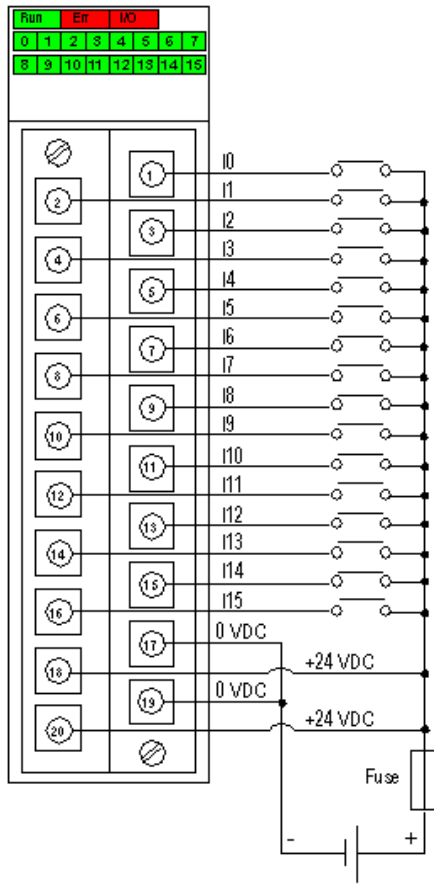 Run Err I/O
0 1 2 3 4 5 6 7
8 9 10 11 12 13 14 15
1 I0
2 I1
3 I2
4 I3
5 I4
6 I5
7 I6
8 I7
9 I8
10 I9
11 I10
12 I11
13 I12
14 I13
15 I14
16 I15
17 0 VDC
18 +24 VDC
19 0 VDC
20 +24 VDC
Fuse
- +